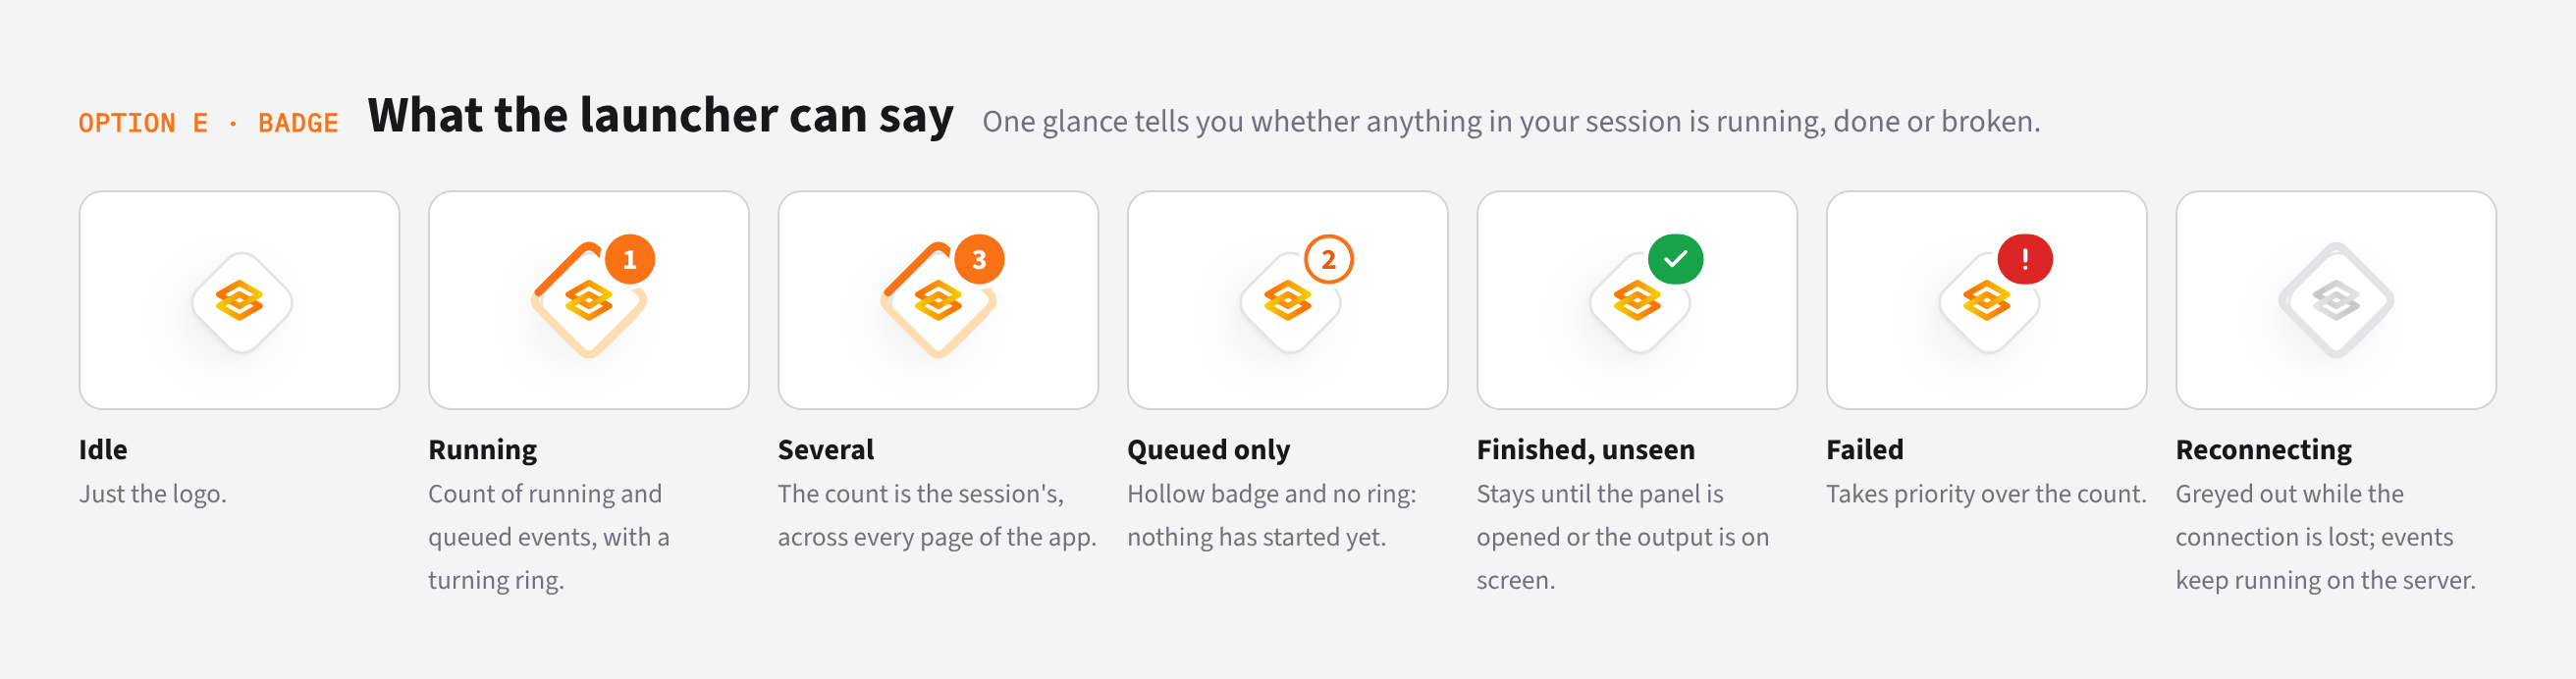 OPTION E · BADGE What the launcher can say One glance tells you whether anything in your session is running, done or broken.
1
3
2
!
Idle
Just the logo.
Running
Count of running and
queued events, with a
turning ring.
Several
The count is the session's,
across every page of the app.
Queued only
Hollow badge and no ring:
nothing has started yet.
Finished, unseen
Stays until the panel is
opened or the output is on
screen.
Failed
Takes priority over the count.
Reconnecting
Greyed out while the
connection is lost; events
keep running on the server.